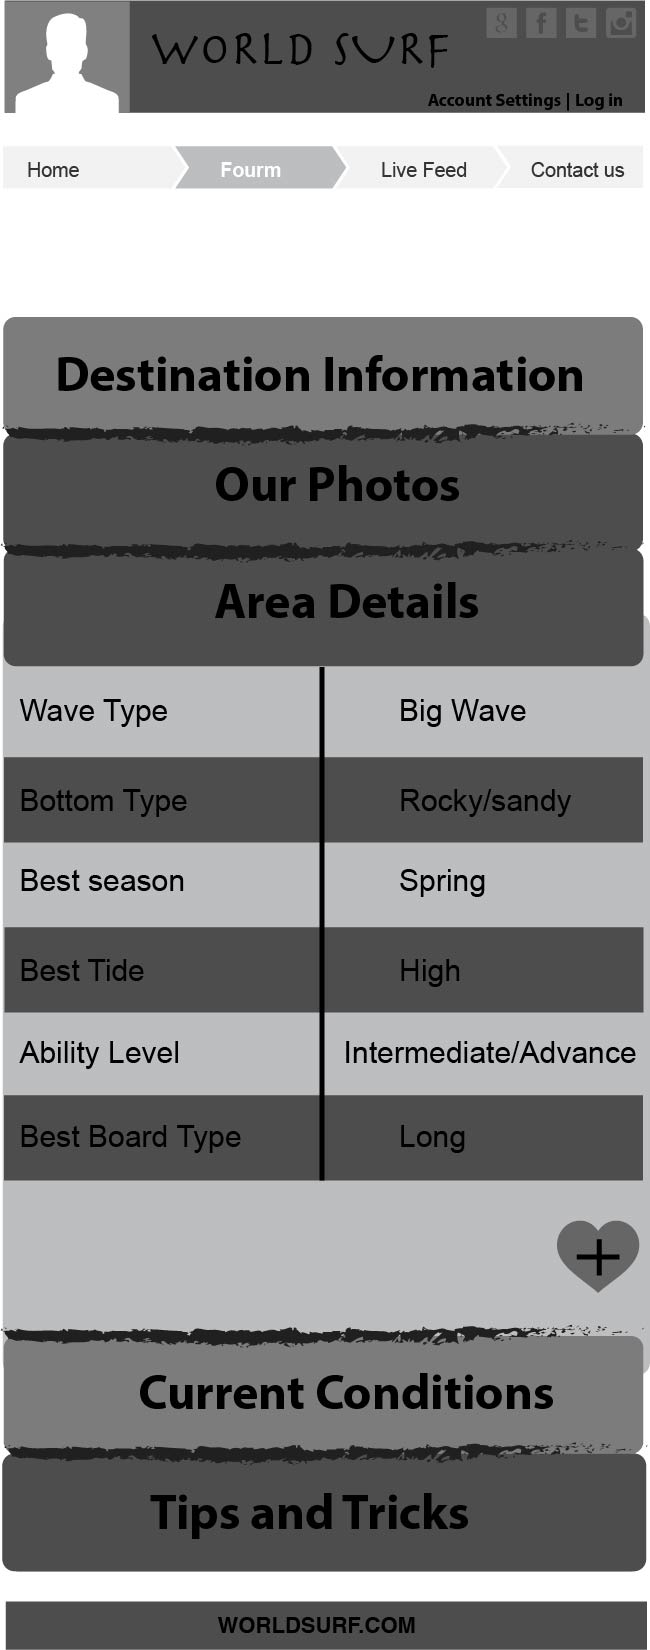 WORLD SURF
Account Settings | Log in
Home
Fourm
Live Feed
Contact us
Destination Information
Our Photos
Area Details
Wave Type Big Wave
Bottom Type Rocky/sandy
Best season Spring
Best Tide High
Ability Level Intermediate/Advance
Best Board Type Long
Current Conditions
Tips and Tricks
WORLDSURF.COM